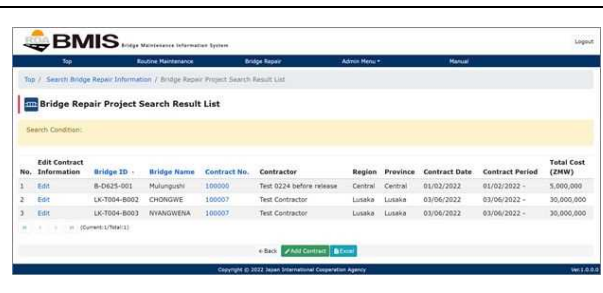 BMIS Bridge Maintenance Information System
Logout
Top Routine Maintenance Bridge Repair Admin Menu Manual
Top / Search Bridge Repair Information / Bridge Repair Project Search Result List
Bridge Repair Project Search Result List
Search Condition:
No. Edit Contract Information Bridge ID Bridge Name Contract No. Contractor Region Province Contract Date Contract Period Total Cost (ZMW)
1 Edit B-D625-001 Mulungushi 100000 Test 0224 before release Central Central 01/02/2022 01/02/2022 - 5,000,000
2 Edit LK-T004-B002 CHONGWE 100007 Test Contractor Lusaka Lusaka 03/06/2022 03/06/2022 - 30,000,000
3 Edit LK-T004-B003 NYANGWENA 100007 Test Contractor Lusaka Lusaka 03/06/2022 03/06/2022 - 30,000,000
(Current:1/Total:1)
Back Add Contract Excel
Copyright © 2022 Japan International Cooperation Agency Ver.1.0.0.0